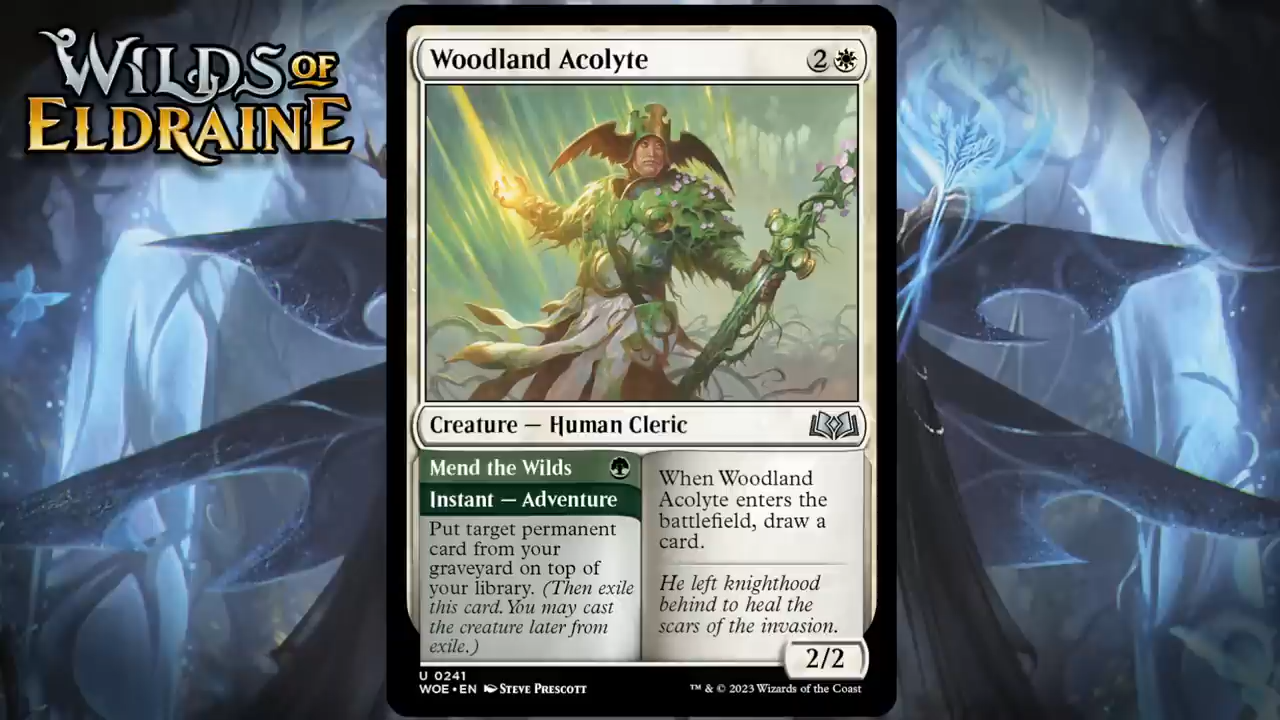 WILDS OF
ELDRAINE
Woodland Acolyte 2
Creature — Human Cleric
Mend the Wilds
Instant — Adventure
Put target permanent
card from your
graveyard on top of
your library. (Then exile
this card. You may cast
the creature later from
exile.)
When Woodland
Acolyte enters the
battlefield, draw a
card.
He left knighthood
behind to heal the
scars of the invasion.
2/2
U 0241
WOE • EN STEVE PRESCOTT
™ & © 2023 Wizards of the Coast